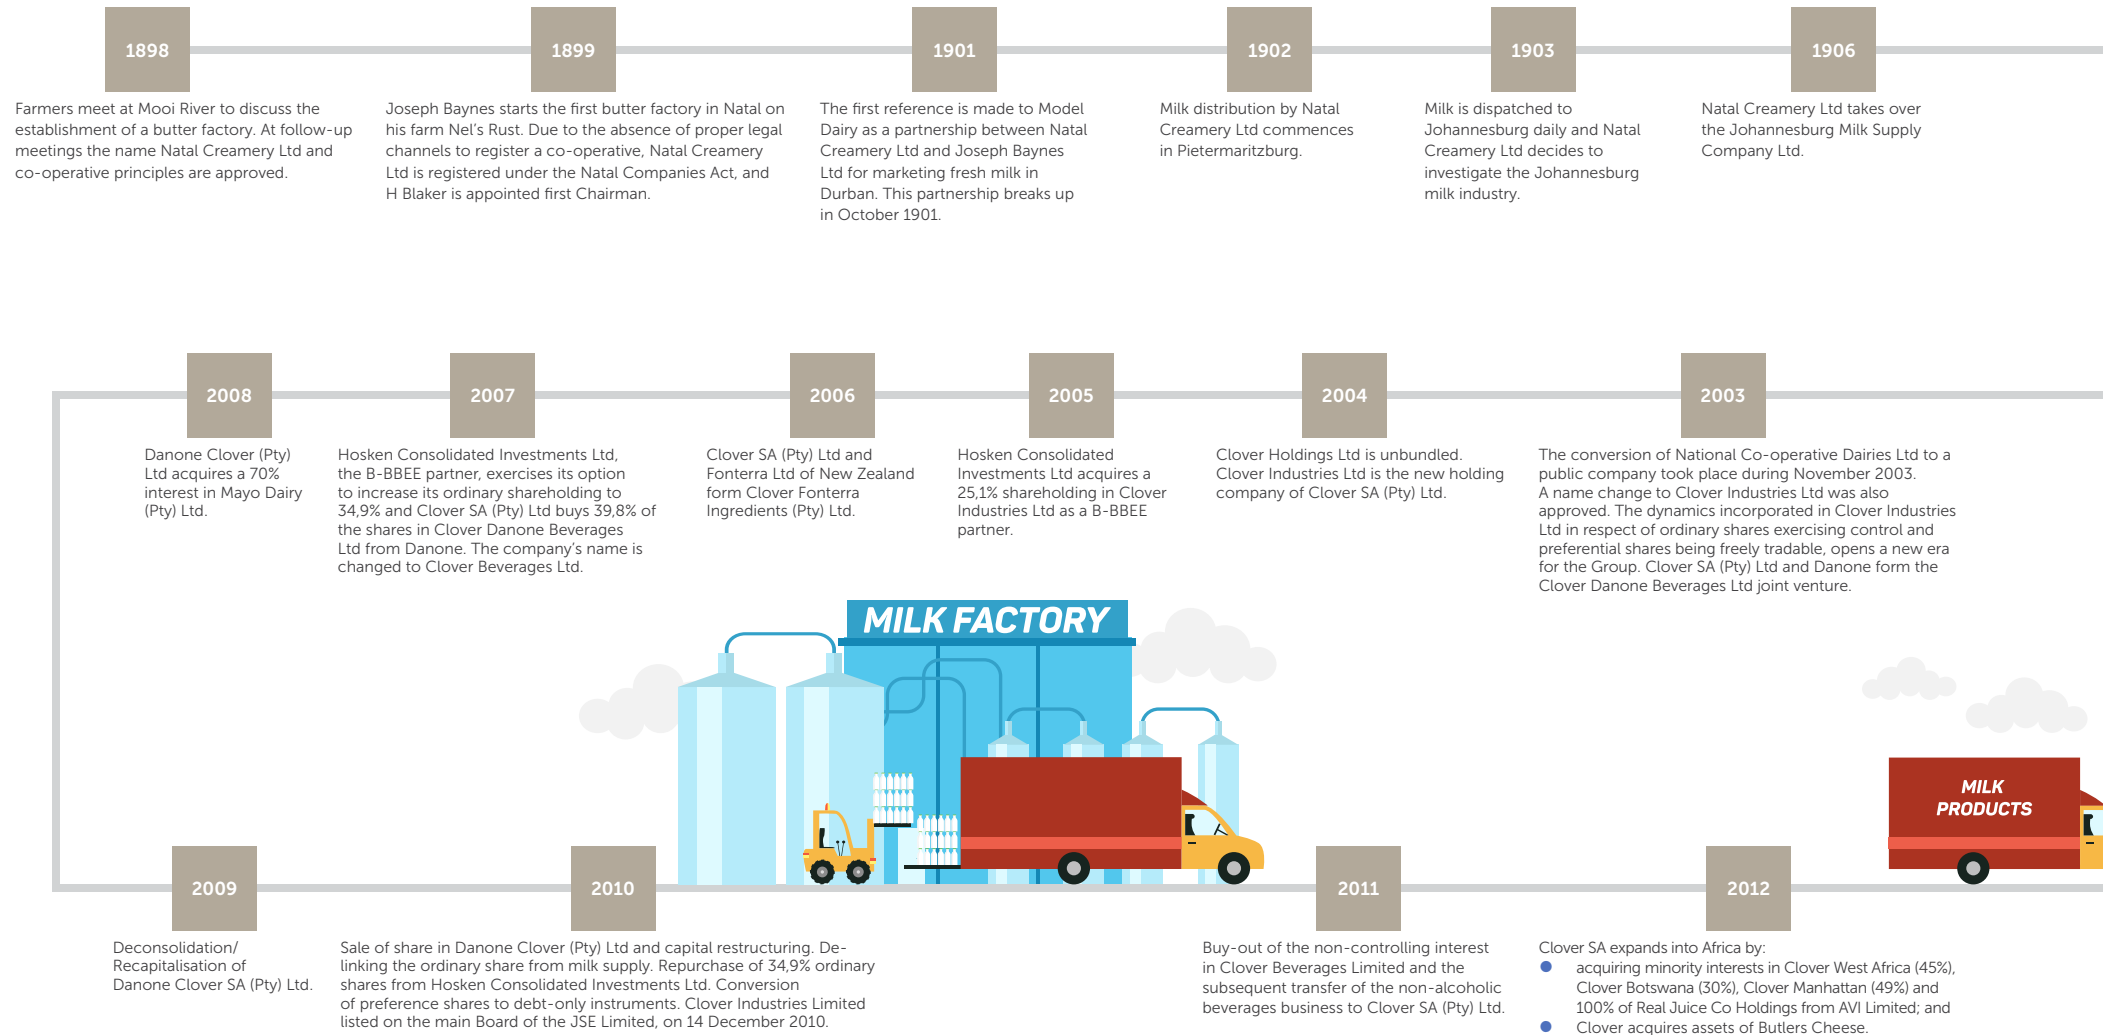 1898
Farmers meet at Mooi River to discuss the
establishment of a butter factory. At follow-up
meetings the name Natal Creamery Ltd and
co-operative principles are approved.
1899
Joseph Baynes starts the first butter factory in Natal on
his farm Nel's Rust. Due to the absence of proper legal
channels to register a co-operative, Natal Creamery
Ltd is registered under the Natal Companies Act, and
H Blaker is appointed first Chairman.
1901
The first reference is made to Model
Dairy as a partnership between Natal
Creamery Ltd and Joseph Baynes
Ltd for marketing fresh milk in
Durban. This partnership breaks up
in October 1901.
1902
Milk distribution by Natal
Creamery Ltd commences
in Pietermaritzburg.
1903
Milk is dispatched to
Johannesburg daily and Natal
Creamery Ltd decides to
investigate the Johannesburg
milk industry.
1906
Natal Creamery Ltd takes over
the Johannesburg Milk Supply
Company Ltd.
2008
Danone Clover (Pty)
Ltd acquires a 70%
interest in Mayo Dairy
(Pty) Ltd.
2007
Hosken Consolidated Investments Ltd,
the B-BBEE partner, exercises its option
to increase its ordinary shareholding to
34,9% and Clover SA (Pty) Ltd buys 39,8% of
the shares in Clover Danone Beverages
Ltd from Danone. The company's name is
changed to Clover Beverages Ltd.
2006
Clover SA (Pty) Ltd and
Fonterra Ltd of New Zealand
form Clover Fonterra
Ingredients (Pty) Ltd.
2005
Hosken Consolidated
Investments Ltd acquires a
25,1% shareholding in Clover
Industries Ltd as a B-BBEE
partner.
2004
Clover Holdings Ltd is unbundled.
Clover Industries Ltd is the new holding
company of Clover SA (Pty) Ltd.
2003
The conversion of National Co-operative Dairies Ltd to a
public company took place during November 2003.
A name change to Clover Industries Ltd was also
approved. The dynamics incorporated in Clover Industries
Ltd in respect of ordinary shares exercising control and
preferential shares being freely tradable, opens a new era
for the Group. Clover SA (Pty) Ltd and Danone form the
Clover Danone Beverages Ltd joint venture.
MILK FACTORY
MILK
PRODUCTS
2009
Deconsolidation/
Recapitalisation of
Danone Clover SA (Pty) Ltd.
2010
Sale of share in Danone Clover (Pty) Ltd and capital restructuring. De-
linking the ordinary share from milk supply. Repurchase of 34,9% ordinary
shares from Hosken Consolidated Investments Ltd. Conversion
of preference shares to debt-only instruments. Clover Industries Limited
listed on the main Board of the JSE Limited, on 14 December 2010.
2011
Buy-out of the non-controlling interest
in Clover Beverages Limited and the
subsequent transfer of the non-alcoholic
beverages business to Clover SA (Pty) Ltd.
2012
Clover SA expands into Africa by:
● acquiring minority interests in Clover West Africa (45%),
Clover Botswana (30%), Clover Manhattan (49%) and
100% of Real Juice Co Holdings from AVI Limited; and
● Clover acquires assets of Butlers Cheese.